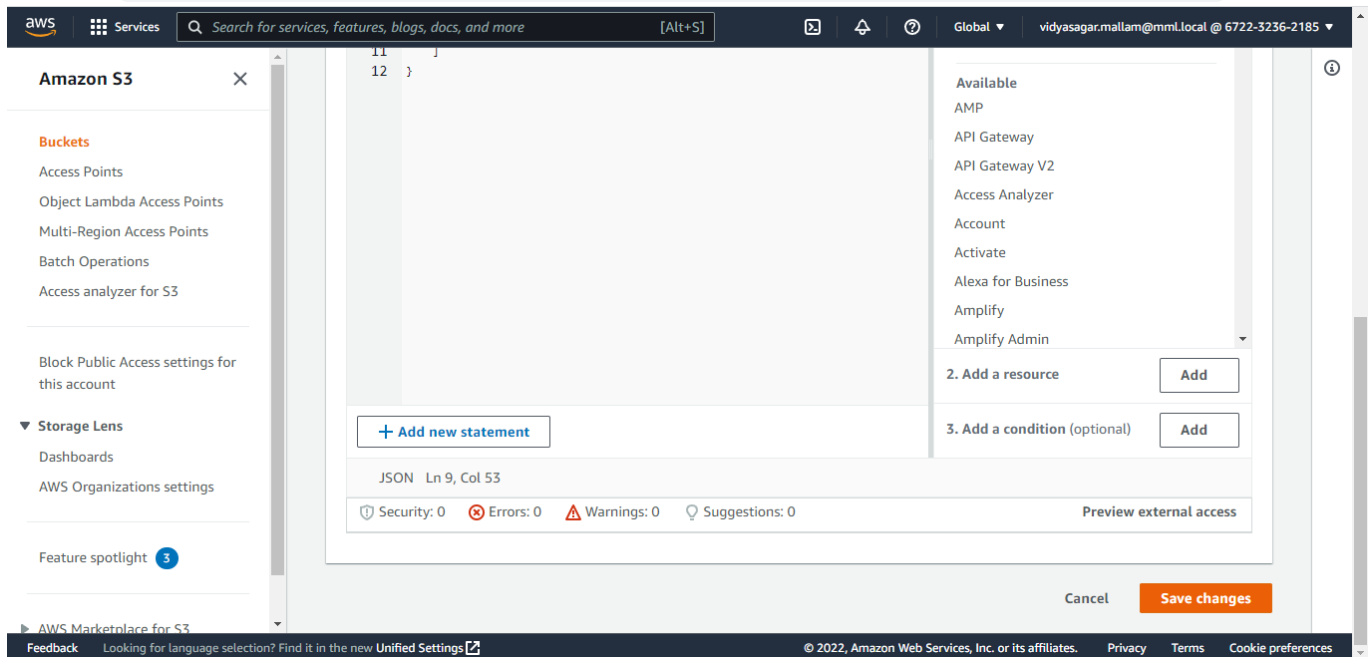 aws
Services
Search for services, features, blogs, docs, and more [Alt+S]
Global ▼
vidyasagar.mallam@mml.local @ 6722-3236-2185 ▼
Amazon S3
Buckets
Access Points
Object Lambda Access Points
Multi-Region Access Points
Batch Operations
Access analyzer for S3
Block Public Access settings for
this account
Storage Lens
Dashboards
AWS Organizations settings
Feature spotlight 3
AWS Marketplace for S3
11 ]
12 }
+ Add new statement
JSON Ln 9, Col 53
Security: 0 Errors: 0 Warnings: 0 Suggestions: 0
Preview external access
Available
AMP
API Gateway
API Gateway V2
Access Analyzer
Account
Activate
Alexa for Business
Amplify
Amplify Admin
2. Add a resource Add
3. Add a condition (optional) Add
Cancel Save changes
Feedback Looking for language selection? Find it in the new Unified Settings
© 2022, Amazon Web Services, Inc. or its affiliates. Privacy Terms Cookie preferences